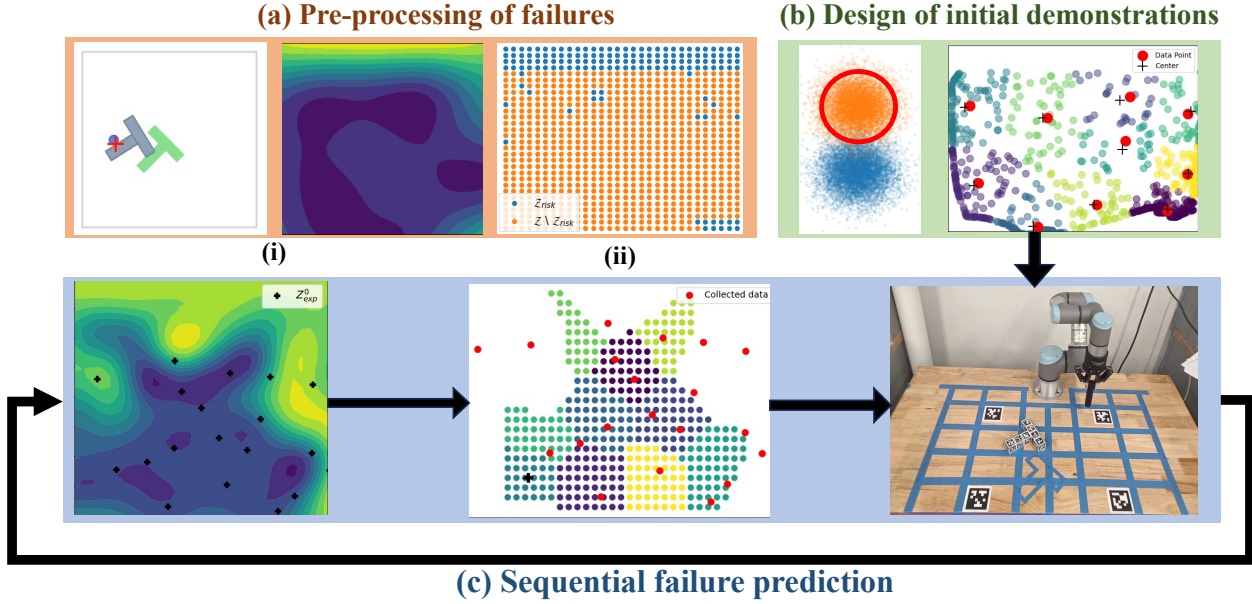 (a) Pre-processing of failures
(b) Design of initial demonstrations
Data Point
Center
Z_risk
Z \ Z_risk
(i)
(ii)
Z⁰_exp
Collected data
(c) Sequential failure prediction